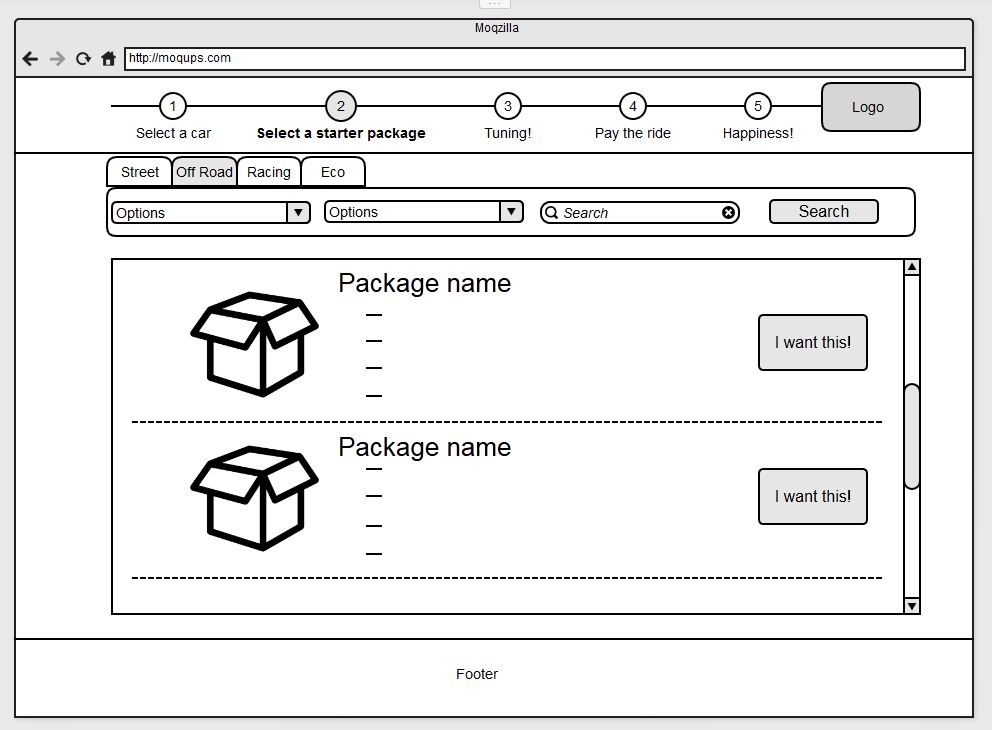 Moqzilla
http://moqups.com
1 2 3 4 5
Select a car Select a starter package Tuning! Pay the ride Happiness! Logo
Street Off Road Racing Eco
Options Options Search Search
Package name
I want this!
Package name
I want this!
Footer